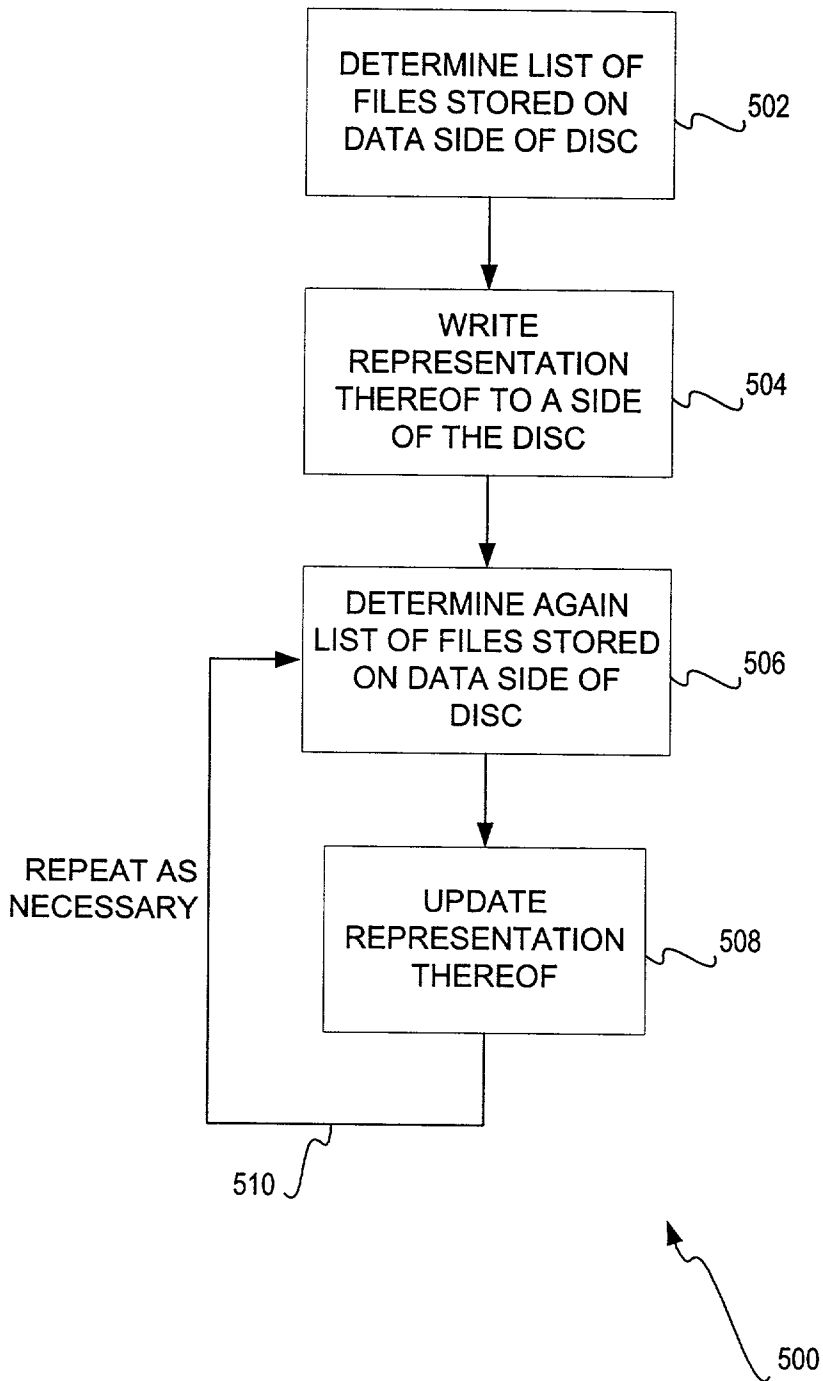 DETERMINE LIST OF
FILES STORED ON
DATA SIDE OF DISC
502
WRITE
REPRESENTATION
THEREOF TO A SIDE
OF THE DISC
504
DETERMINE AGAIN
LIST OF FILES STORED
ON DATA SIDE OF
DISC
506
REPEAT AS
NECESSARY
UPDATE
REPRESENTATION
THEREOF
508
510
500